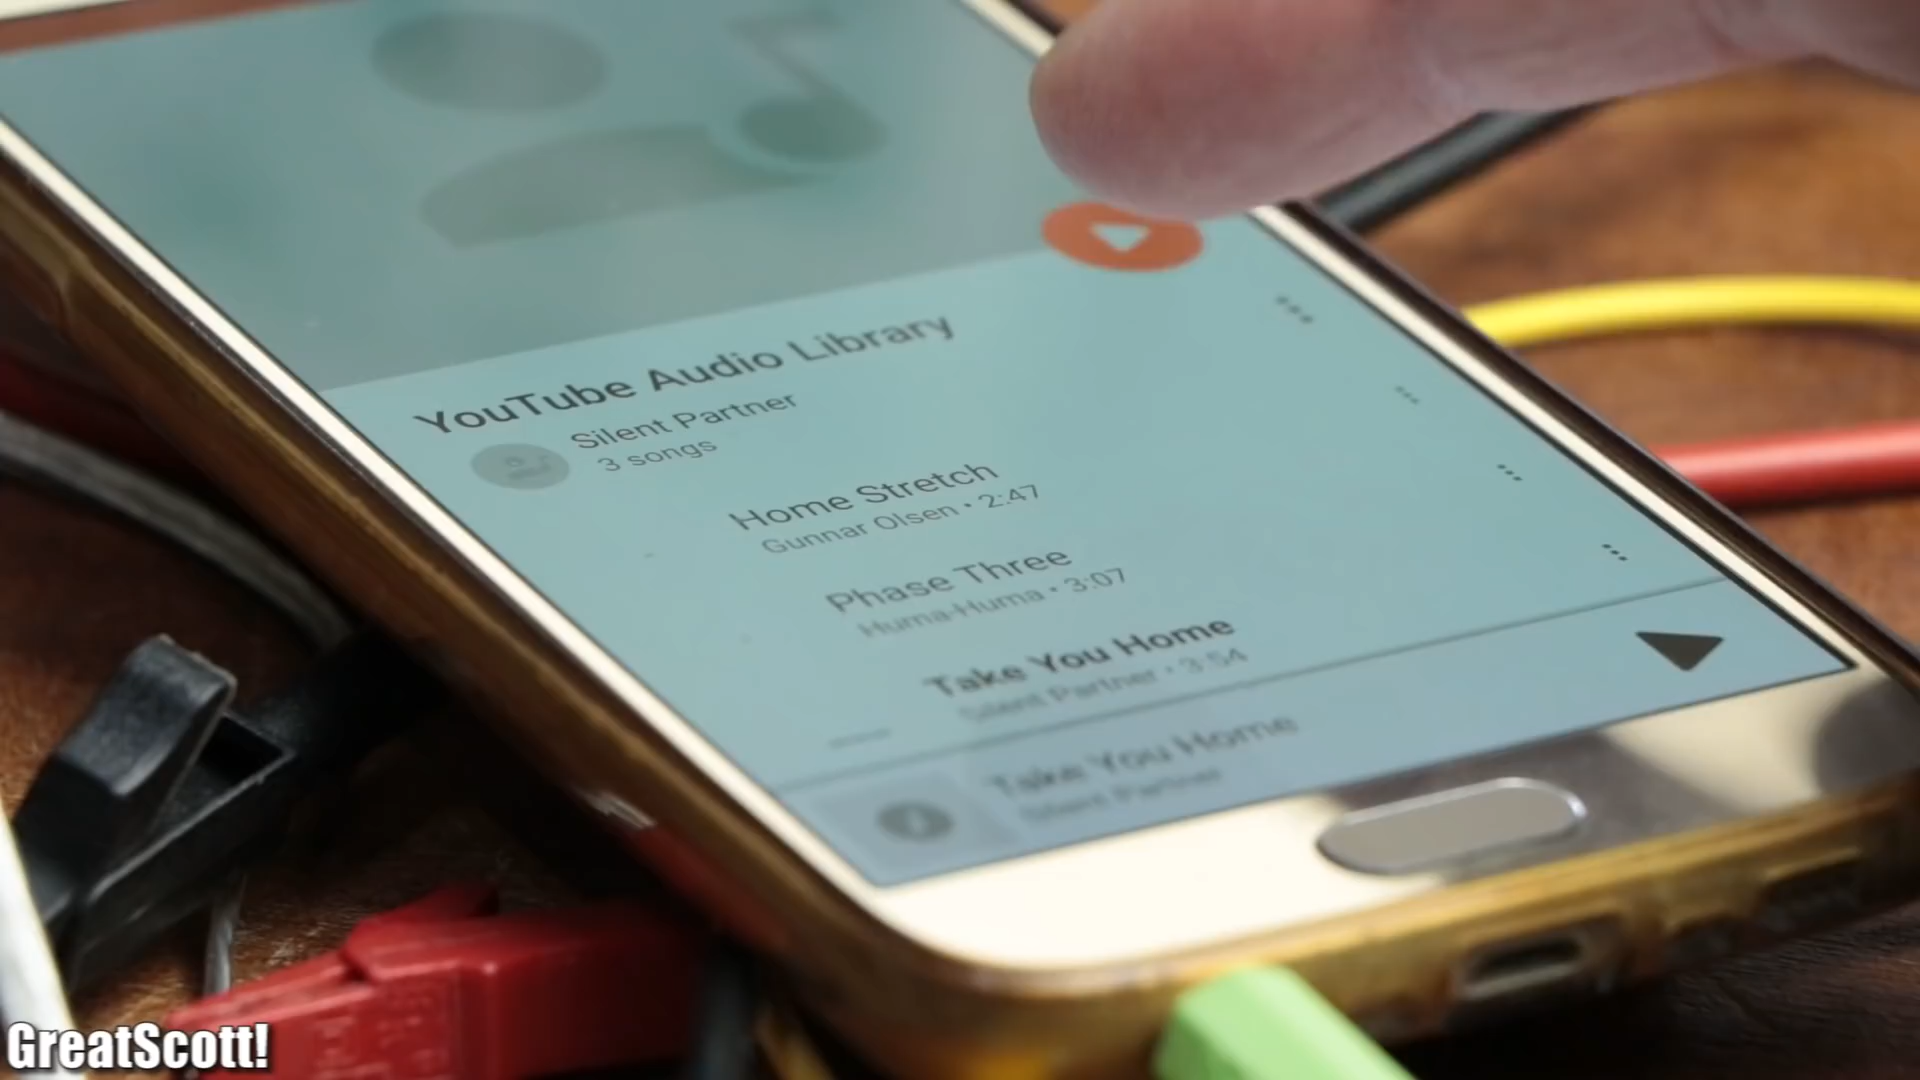 YouTube Audio Library
Silent Partner
3 songs
Home Stretch
Gunnar Olsen • 2:47
Phase Three
Huma-Huma • 3:07
Take You Home
Silent Partner • 3:54
Take You Home
Silent Partner
GreatScott!